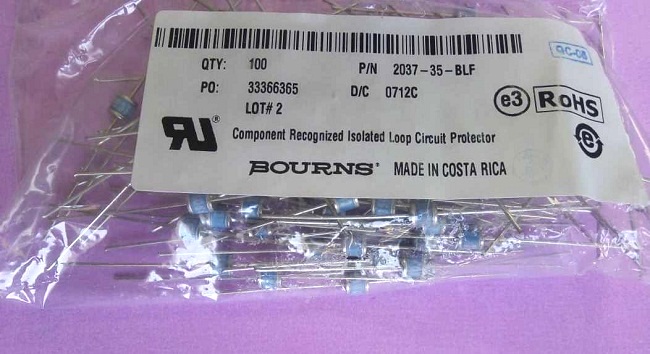 QC-08
QTY: 100 P/N 2037-35-BLF
PO: 33366365 D/C 0712C
LOT# 2
e3 RoHS
Component Recognized Isolated Loop Circuit Protector
e
BOURNS® MADE IN COSTA RICA